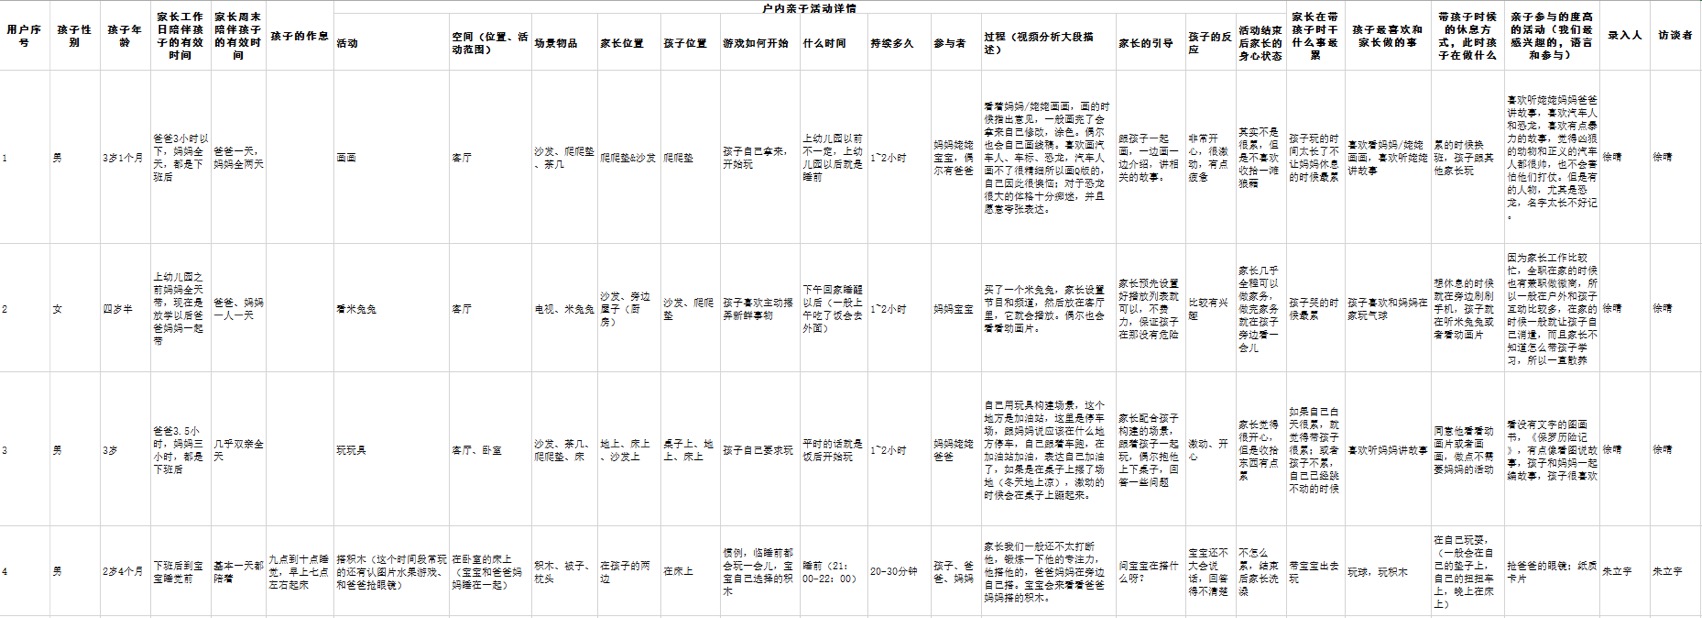 户内亲子活动详情
用户序
号
孩子性
别
孩子年
龄
家长工作
日陪伴孩
子的有效
时间
家长周末
陪伴孩子
的有效时
间
孩子的作息
活动
空间（位置、活
动范围）
场景物品
家长位置
孩子位置
游戏如何开始
什么时间
持续多久
参与者
过程（视频分析大段描
述）
家长的引导
孩子的反
应
活动结束
后家长的
身心状态
家长在带
孩子时干
什么事最
累
孩子最喜欢和
家长做的事
带孩子时候
的休息方
式，此时孩
子在做什么
亲子参与的度高
的活动（我们最
感兴趣的，语言
和参与）
录入人
访谈者
1
男
3岁1个月
爸爸3小时以
下，妈妈全
天，都是下
班后
爸爸一天，
妈妈全两天
画画
客厅
沙发、爬爬垫
、茶几
爬爬垫&沙发
爬爬垫
孩子自己拿来，
开始玩
上幼儿园以前
不一定，上幼
儿园以后就是
睡前
1~2小时
妈妈姥姥
宝宝，偶
尔有爸爸
看着妈妈/姥姥画画，画的时
候指出意见，一般画完了会
拿来自己修改，涂色。偶尔
也会自己画线稿。喜欢画汽
车人、车标、恐龙，汽车人
画不了很精细所以画Q版的，
自己因此很懊恼；对于恐龙
很大的体格十分痴迷，并且
愿意夸张表达。
跟孩子一起
画，一边画一
边介绍，讲相
关的故事。
非常开
心，很激
动，有点
疲惫
其实不是
很累，但
是不喜欢
收拾一滩
狼藉
孩子玩的时
间太长了不
让妈妈休息
的时候最累
喜欢看妈妈/姥姥
画画，喜欢听姥姥
讲故事
累的时候换
班，孩子跟其
他家长玩
喜欢听姥姥妈妈爸爸
讲故事，喜欢汽车人
和恐龙，喜欢有点暴
力的故事，觉得凶狠
的动物和正义的汽车
人都很帅，也不会害
怕他们打仗。但是有
的人物，尤其是恐
龙，名字太长不好记
。
徐晴
徐晴
2
女
四岁半
上幼儿园之
前妈妈全天
带，现在是
放学以后爸
爸妈妈一起
带
爸爸、妈妈
一人一天
看米兔兔
客厅
电视、米兔兔
沙发、旁边
屋子（厨
房）
沙发、爬爬
垫
孩子喜欢主动摆
弄新鲜事物
下午回家睡醒
以后（一般上
午吃了饭会去
外面）
1~2小时
妈妈宝宝
买了一个米兔兔，家长设置
节目和频道，然后放在客厅
里，它就会播放。偶尔也会
看看动画片。
家长预先设置
好播放列表就
可以，不费
力，保证孩子
在那没有危险
比较有兴
趣
家长几乎
全程可以
做家务，
做完家务
就在孩子
旁边看一
会儿
孩子哭的时
候最累
孩子喜欢和妈妈在
家玩气球
想休息的时候
就在旁边刷刷
手机，孩子就
在听米兔兔或
者看动画片
因为家长工作比较
忙，全职在家的时候
也有兼职做微商，所
以一般在户外和孩子
互动比较多，在家的
时候一般就让孩子自
己消遣，而且家长不
知道怎么带孩子学
习，所以一直散养
徐晴
徐晴
3
男
3岁
爸爸3.5小
时，妈妈三
小时，都是
下班后
几乎双亲全
天
玩玩具
客厅、卧室
沙发、茶几、
爬爬垫、床
地上、床上
、沙发上
桌子上、地
上、床上
孩子自己要求玩
平时的话就是
饭后开始玩
1~2小时
妈妈姥姥
爸爸
自己用玩具构建场景，这个
地方是加油站，这里是停车
场，跟妈妈说应该在什么地
方停车，自己跟着车跑，在
加油站加油，表达自己加油
了，如果是在桌子上摆了场
地（冬天地上凉），激动的
时候会在桌子上蹦起来。
家长配合孩子
构建的场景，
跟着孩子一起
玩，偶尔抱他
上下桌子，回
答一些问题
激动、开
心
家长觉得
很开心，
但是收拾
东西有点
累
如果自己白
天很累，就
觉得带孩子
很累；或者
孩子不累，
自己已经跳
不动的时候
喜欢听妈妈讲故事
同意他看看动
画片或者画
画，做点不需
要妈妈的活动
看没有文字的图画
书，《保罗历险记
》，有点像看图说故
事，孩子和妈妈一起
编故事，孩子很喜欢
徐晴
徐晴
4
男
2岁4个月
下班后到宝
宝睡觉前
基本一天都
陪着
九点到十点睡
觉，早上七点
左右起床
搭积木（这个时间段常玩
的还有认图片水果游戏、
和爸爸抢眼镜）
在卧室的床上
（宝宝和爸爸妈
妈睡在一起）
积木、被子、
枕头
在孩子的两
边
在床上
惯例，临睡前都
会玩一会儿，宝
宝自己选择的积
木
睡前（21：
00-22：00）
20-30分钟
孩子、爸
爸、妈妈
家长我们一般还不太打断
他，锻炼一下他的专注力，
他搭他的，爸爸妈妈在旁边
自己搭。宝宝会来看看爸爸
妈妈搭的积木。
问宝宝在搭什
么呀？
宝宝还不
大会说
话，回答
得不清楚
不怎么
累，结束
后家长洗
澡
带宝宝出去
玩
玩球，玩积木
在自己玩耍，
（一般会在自
己的垫子上，
自己的扭扭车
上，晚上在床
上）
抢爸爸的眼镜；纸质
卡片
朱立宇
朱立宇